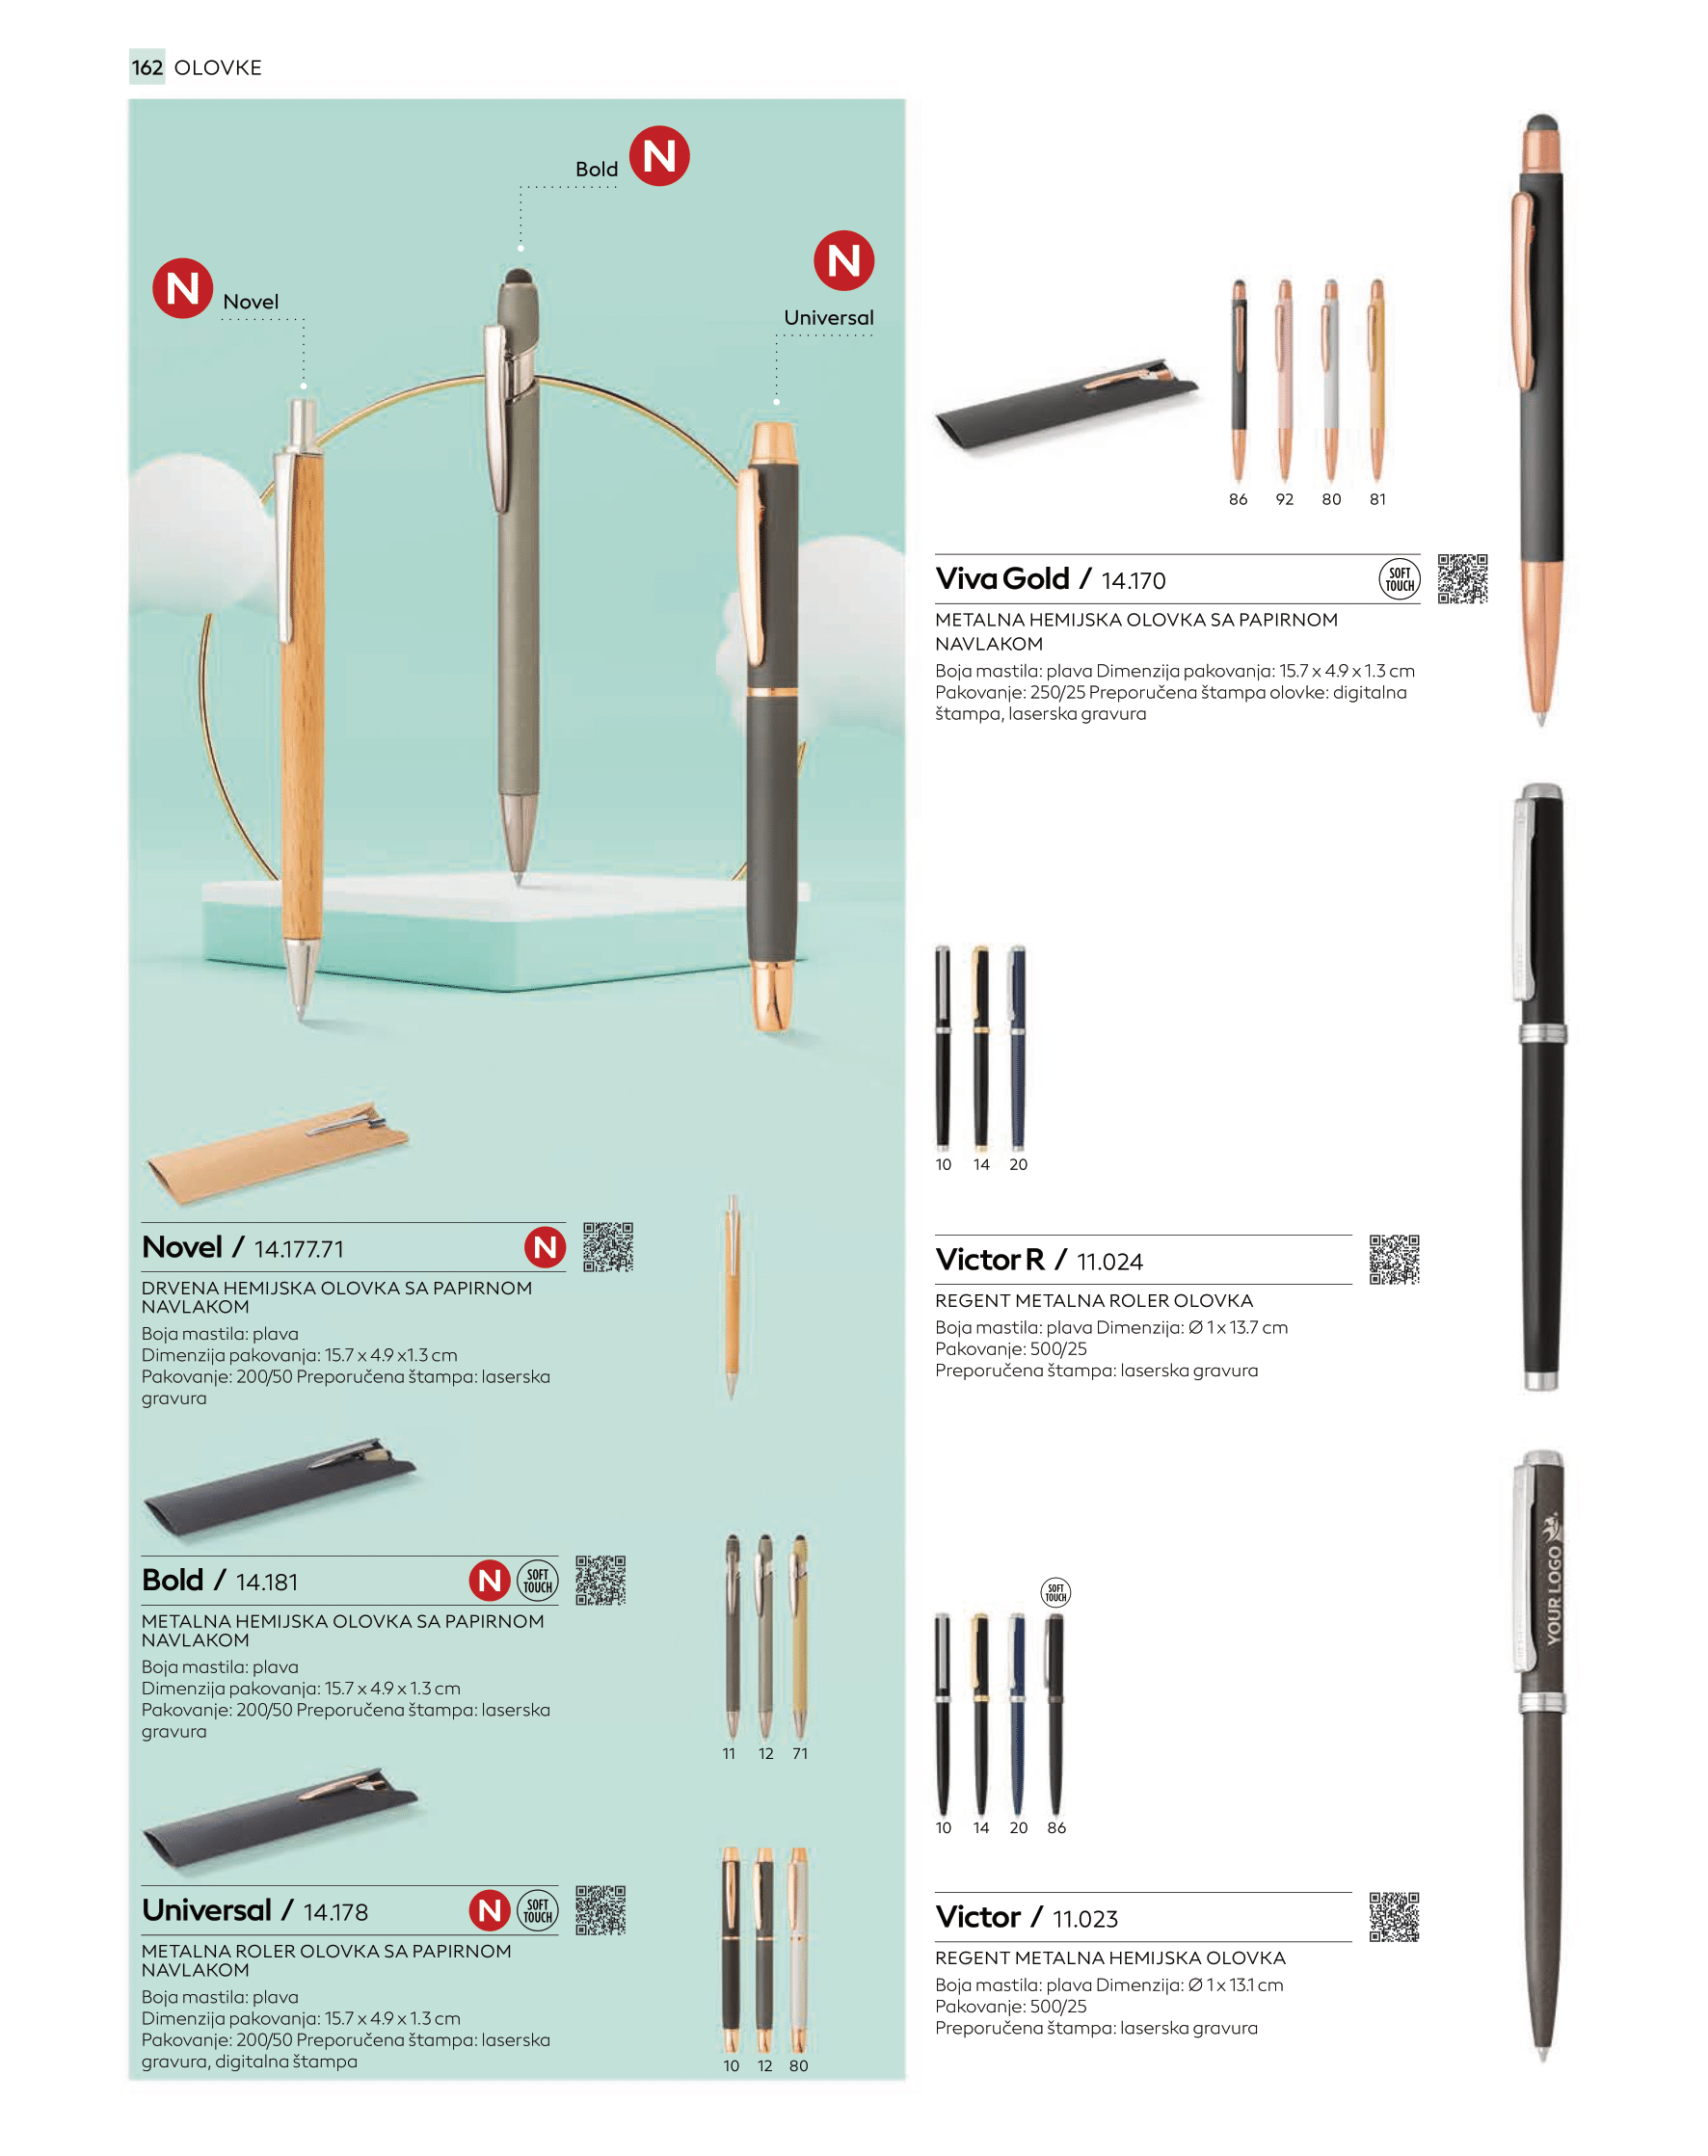 162 OLOVKE
Bold N
N Novel
N
Universal
Novel / 14.177.71 N
DRVENA HEMIJSKA OLOVKA SA PAPIRNOM
NAVLAKOM
Boja mastila: plava
Dimenzija pakovanja: 15.7 x 4.9 x1.3 cm
Pakovanje: 200/50 Preporučena štampa: laserska
gravura
Bold / 14.181 N SOFT TOUCH
METALNA HEMIJSKA OLOVKA SA PAPIRNOM
NAVLAKOM
Boja mastila: plava
Dimenzija pakovanja: 15.7 x 4.9 x 1.3 cm
Pakovanje: 200/50 Preporučena štampa: laserska
gravura
11 12 71
Universal / 14.178 N SOFT TOUCH
METALNA ROLER OLOVKA SA PAPIRNOM
NAVLAKOM
Boja mastila: plava
Dimenzija pakovanja: 15.7 x 4.9 x 1.3 cm
Pakovanje: 200/50 Preporučena štampa: laserska
gravura, digitalna štampa
10 12 80
86 92 80 81
Viva Gold / 14.170 SOFT TOUCH
METALNA HEMIJSKA OLOVKA SA PAPIRNOM
NAVLAKOM
Boja mastila: plava Dimenzija pakovanja: 15.7 x 4.9 x 1.3 cm
Pakovanje: 250/25 Preporučena štampa olovke: digitalna
štampa, laserska gravura
10 14 20
Victor R / 11.024
REGENT METALNA ROLER OLOVKA
Boja mastila: plava Dimenzija: Ø 1 x 13.7 cm
Pakovanje: 500/25
Preporučena štampa: laserska gravura
SOFT TOUCH
10 14 20 86
YOUR LOGO
Victor / 11.023
REGENT METALNA HEMIJSKA OLOVKA
Boja mastila: plava Dimenzija: Ø 1 x 13.1 cm
Pakovanje: 500/25
Preporučena štampa: laserska gravura